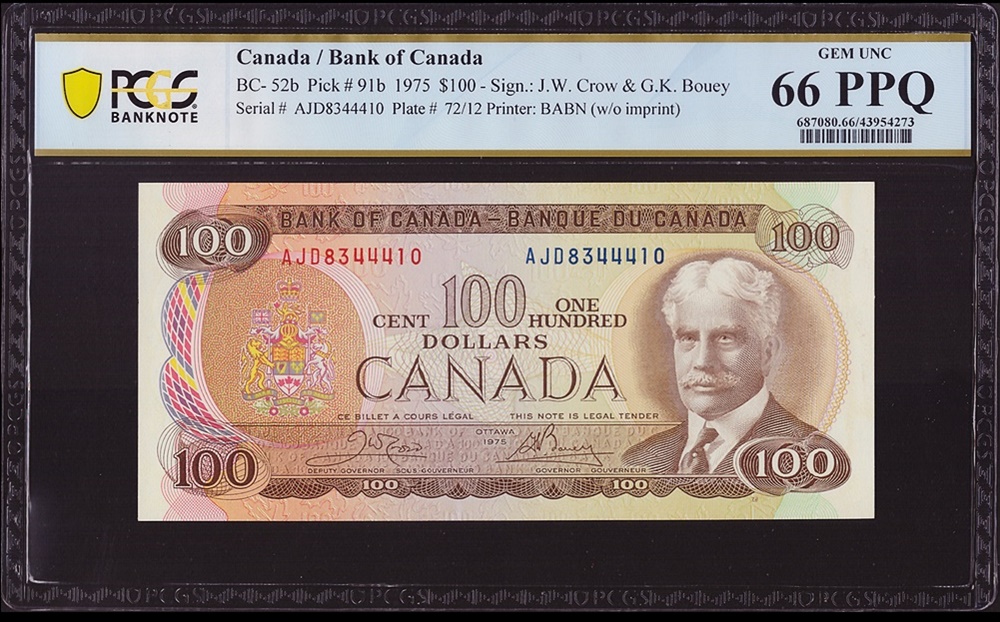 PCGS BANKNOTE
Canada / Bank of Canada
BC- 52b Pick # 91b 1975 $100 - Sign.: J.W. Crow & G.K. Bouey
Serial # AJD8344410 Plate # 72/12 Printer: BABN (w/o imprint)
GEM UNC
66 PPQ
687080.66/43954273
BANK OF CANADA – BANQUE DU CANADA
100
100
AJD8344410
AJD8344410
CENT 100 ONE HUNDRED
DOLLARS
CANADA
CE BILLET A COURS LÉGAL
THIS NOTE IS LEGAL TENDER
OTTAWA
1975
DEPUTY GOVERNOR SOUS-GOUVERNEUR
GOVERNOR GOUVERNEUR
100
100
100
100